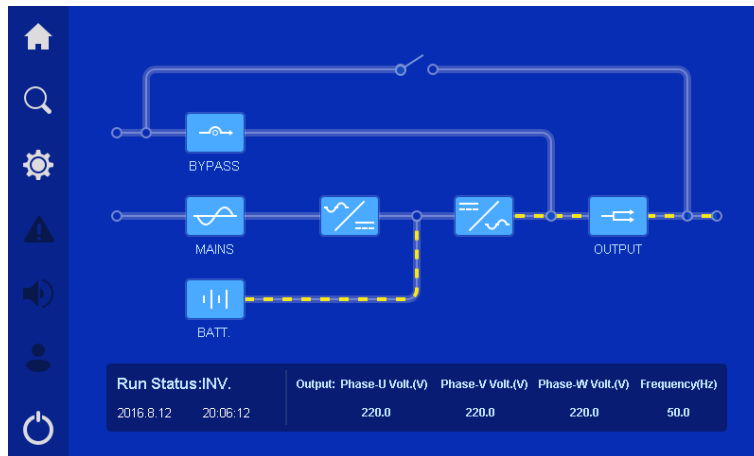 BYPASS
MAINS
OUTPUT
BATT.
Run Status:INV.
Output: Phase-U Volt.(V) Phase-V Volt.(V) Phase-W Volt.(V) Frequency(Hz)
2016.8.12 20:06:12 220.0 220.0 220.0 50.0